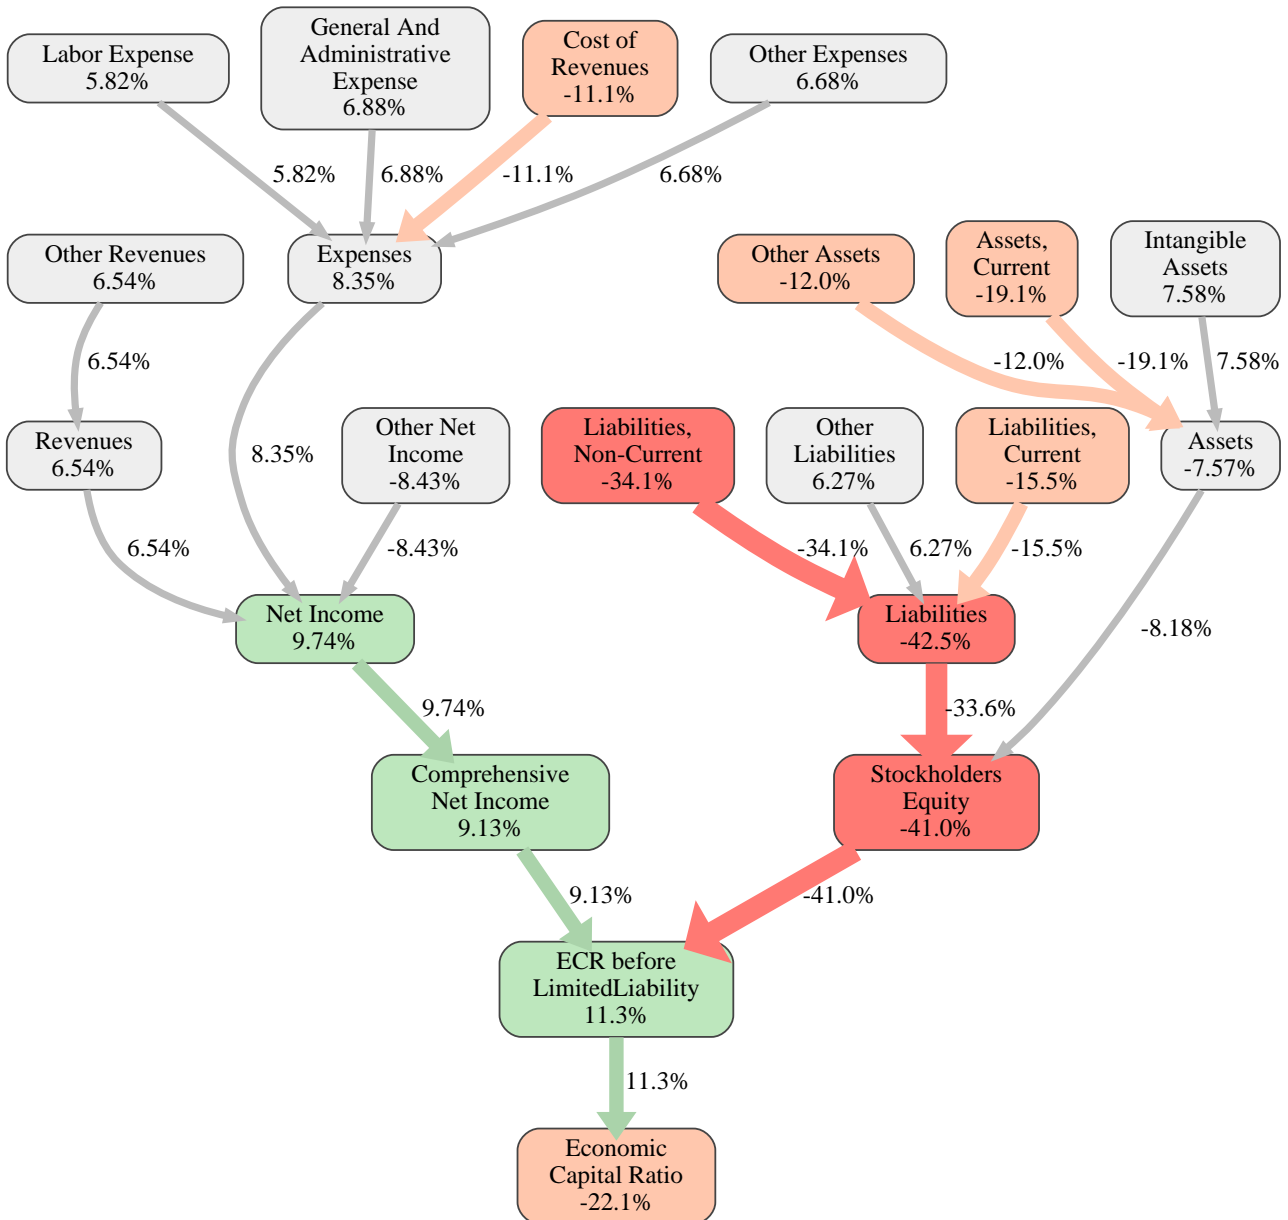 Labor Expense
5.82%
General And
Administrative
Expense
6.88%
Cost of
Revenues
-11.1%
Other Expenses
6.68%
5.82%
6.88%
-11.1%
6.68%
Other Revenues
6.54%
Expenses
8.35%
Other Assets
-12.0%
Assets,
Current
-19.1%
Intangible
Assets
7.58%
6.54%
-12.0%
-19.1%
7.58%
Revenues
6.54%
8.35%
Other Net
Income
-8.43%
Liabilities,
Non-Current
-34.1%
Other
Liabilities
6.27%
Liabilities,
Current
-15.5%
Assets
-7.57%
6.54%
-8.43%
-34.1%
6.27%
-15.5%
Net Income
9.74%
Liabilities
-42.5%
-8.18%
9.74%
-33.6%
Comprehensive
Net Income
9.13%
Stockholders
Equity
-41.0%
9.13%
-41.0%
ECR before
LimitedLiability
11.3%
11.3%
Economic
Capital Ratio
-22.1%